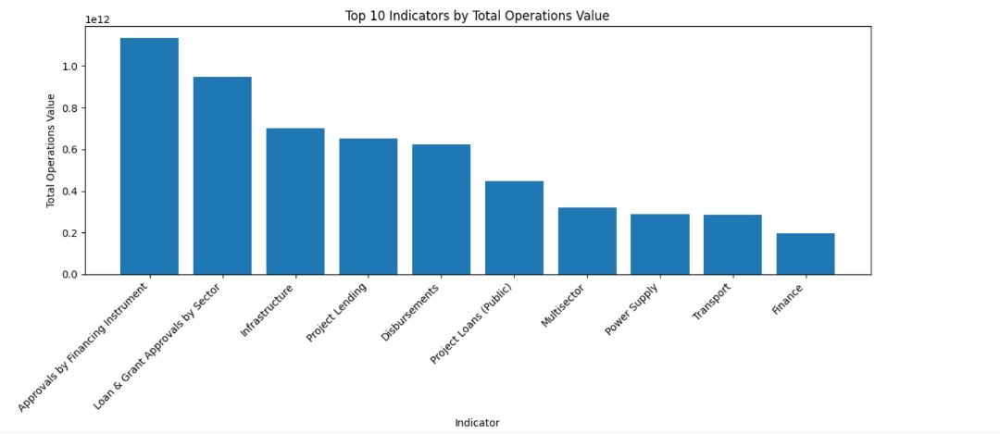 Top 10 Indicators by Total Operations Value
1e12
Total Operations Value
1.0
0.8
0.6
0.4
0.2
0.0
Approvals by Financing Instrument
Loan & Grant Approvals by Sector
Infrastructure
Project Lending
Disbursements
Project Loans (Public)
Multisector
Power Supply
Transport
Finance
Indicator